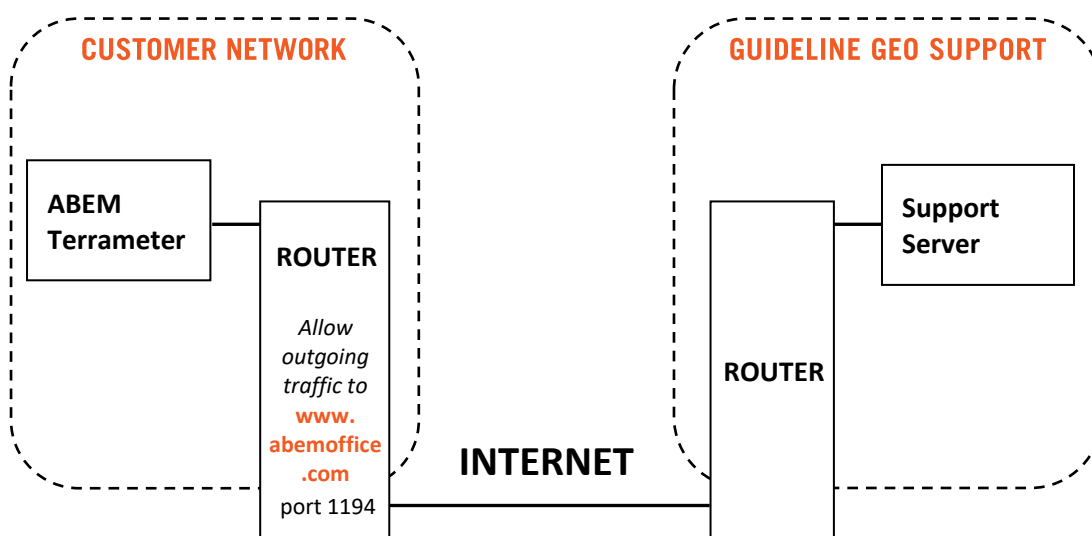 CUSTOMER NETWORK
GUIDELINE GEO SUPPORT
ABEM
Terrameter
ROUTER
Allow
outgoing
traffic to
www.
abemoffice
.com
port 1194
INTERNET
ROUTER
Support
Server